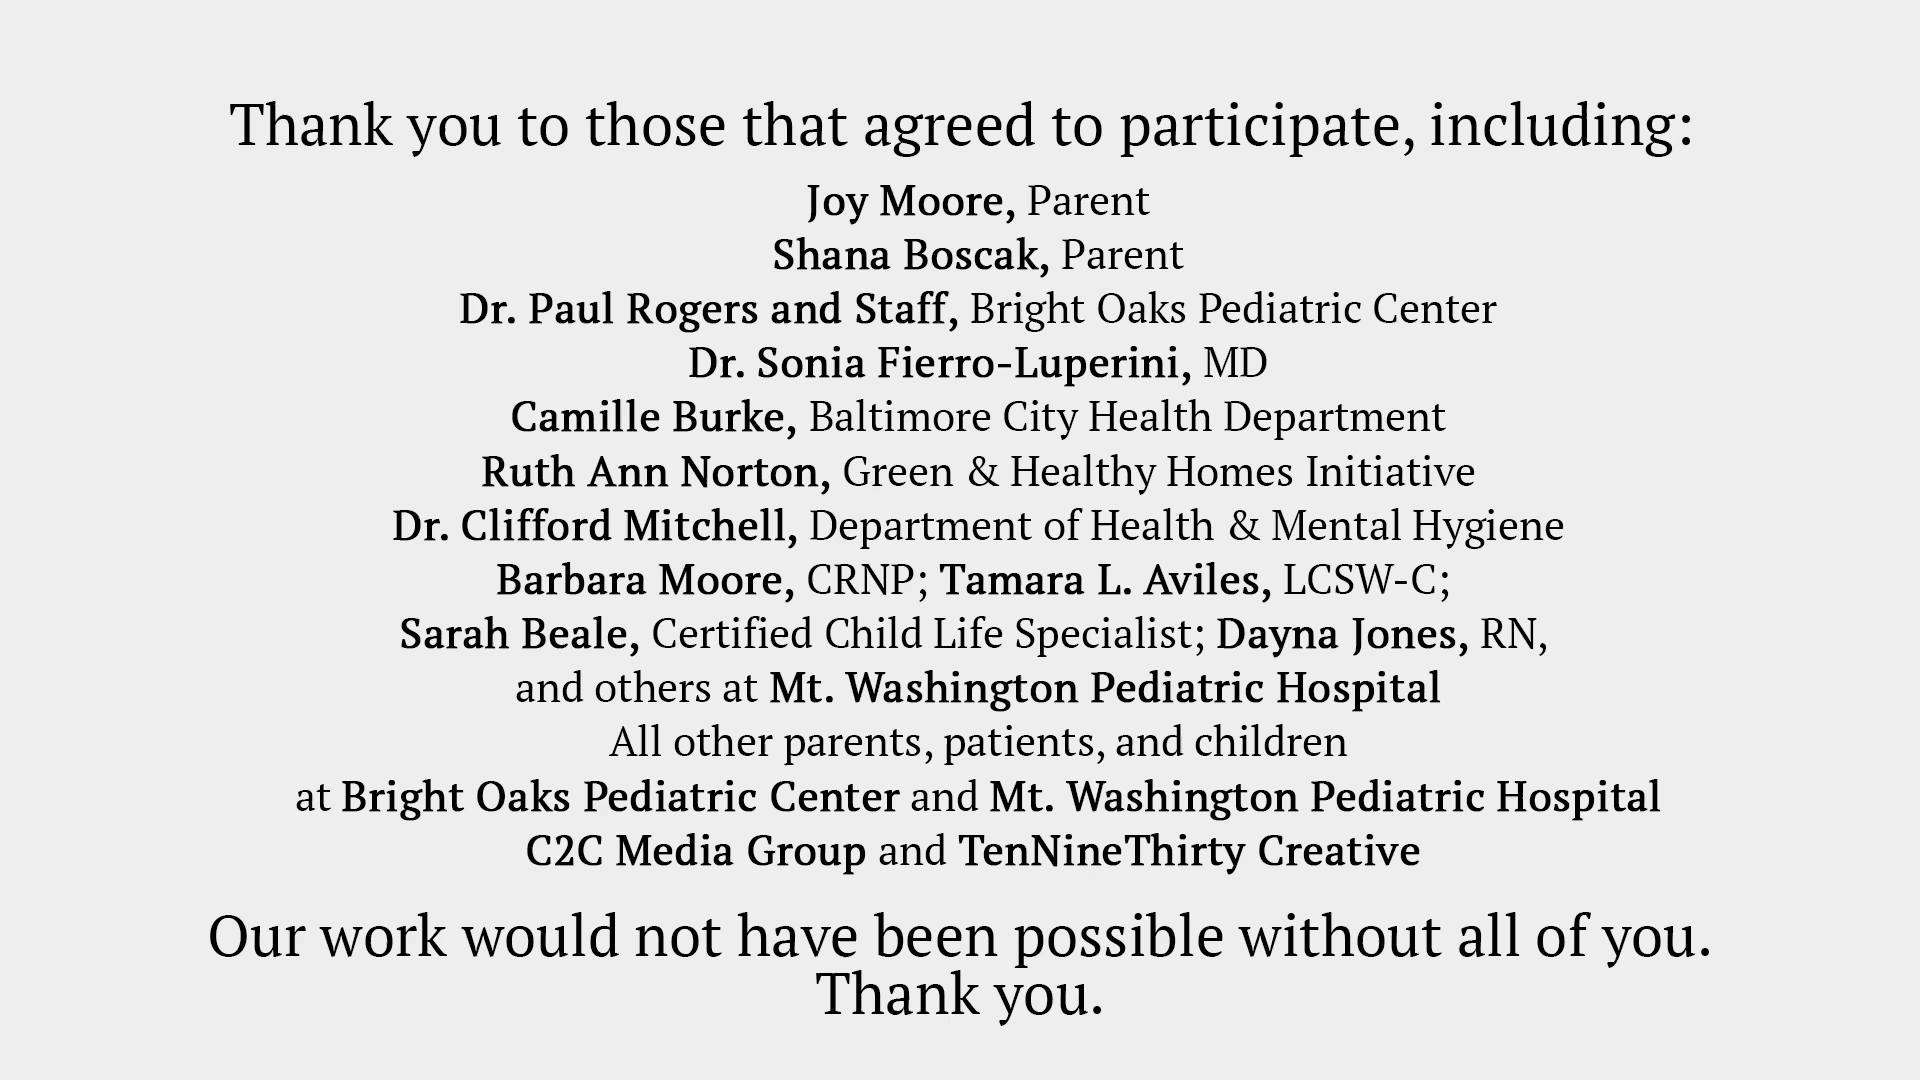 Thank you to those that agreed to participate, including:
Joy Moore, Parent
Shana Boscak, Parent
Dr. Paul Rogers and Staff, Bright Oaks Pediatric Center
Dr. Sonia Fierro-Luperini, MD
Camille Burke, Baltimore City Health Department
Ruth Ann Norton, Green & Healthy Homes Initiative
Dr. Clifford Mitchell, Department of Health & Mental Hygiene
Barbara Moore, CRNP; Tamara L. Aviles, LCSW-C;
Sarah Beale, Certified Child Life Specialist; Dayna Jones, RN,
and others at Mt. Washington Pediatric Hospital
All other parents, patients, and children
at Bright Oaks Pediatric Center and Mt. Washington Pediatric Hospital
C2C Media Group and TenNineThirty Creative
Our work would not have been possible without all of you.
Thank you.